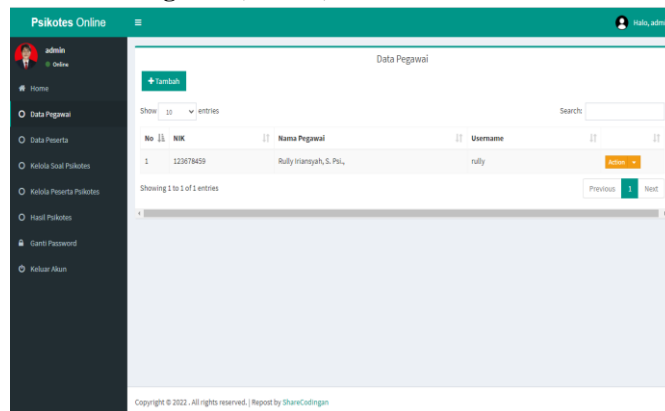 Psikotes Online
Halo, admi
admin
Online
Home
Data Pegawai
Data Peserta
Kelola Soal Psikotes
Kelola Peserta Psikotes
Hasil Psikotes
Ganti Password
Keluar Akun
Data Pegawai
+Tambah
Show 10 entries
Search:
No NIK Nama Pegawai Username
1 123678459 Rully Iriansyah, S. Psi., rully Action
Showing 1 to 1 of 1 entries
Previous 1 Next
Copyright © 2022 . All rights reserved. | Repost by ShareCodingan